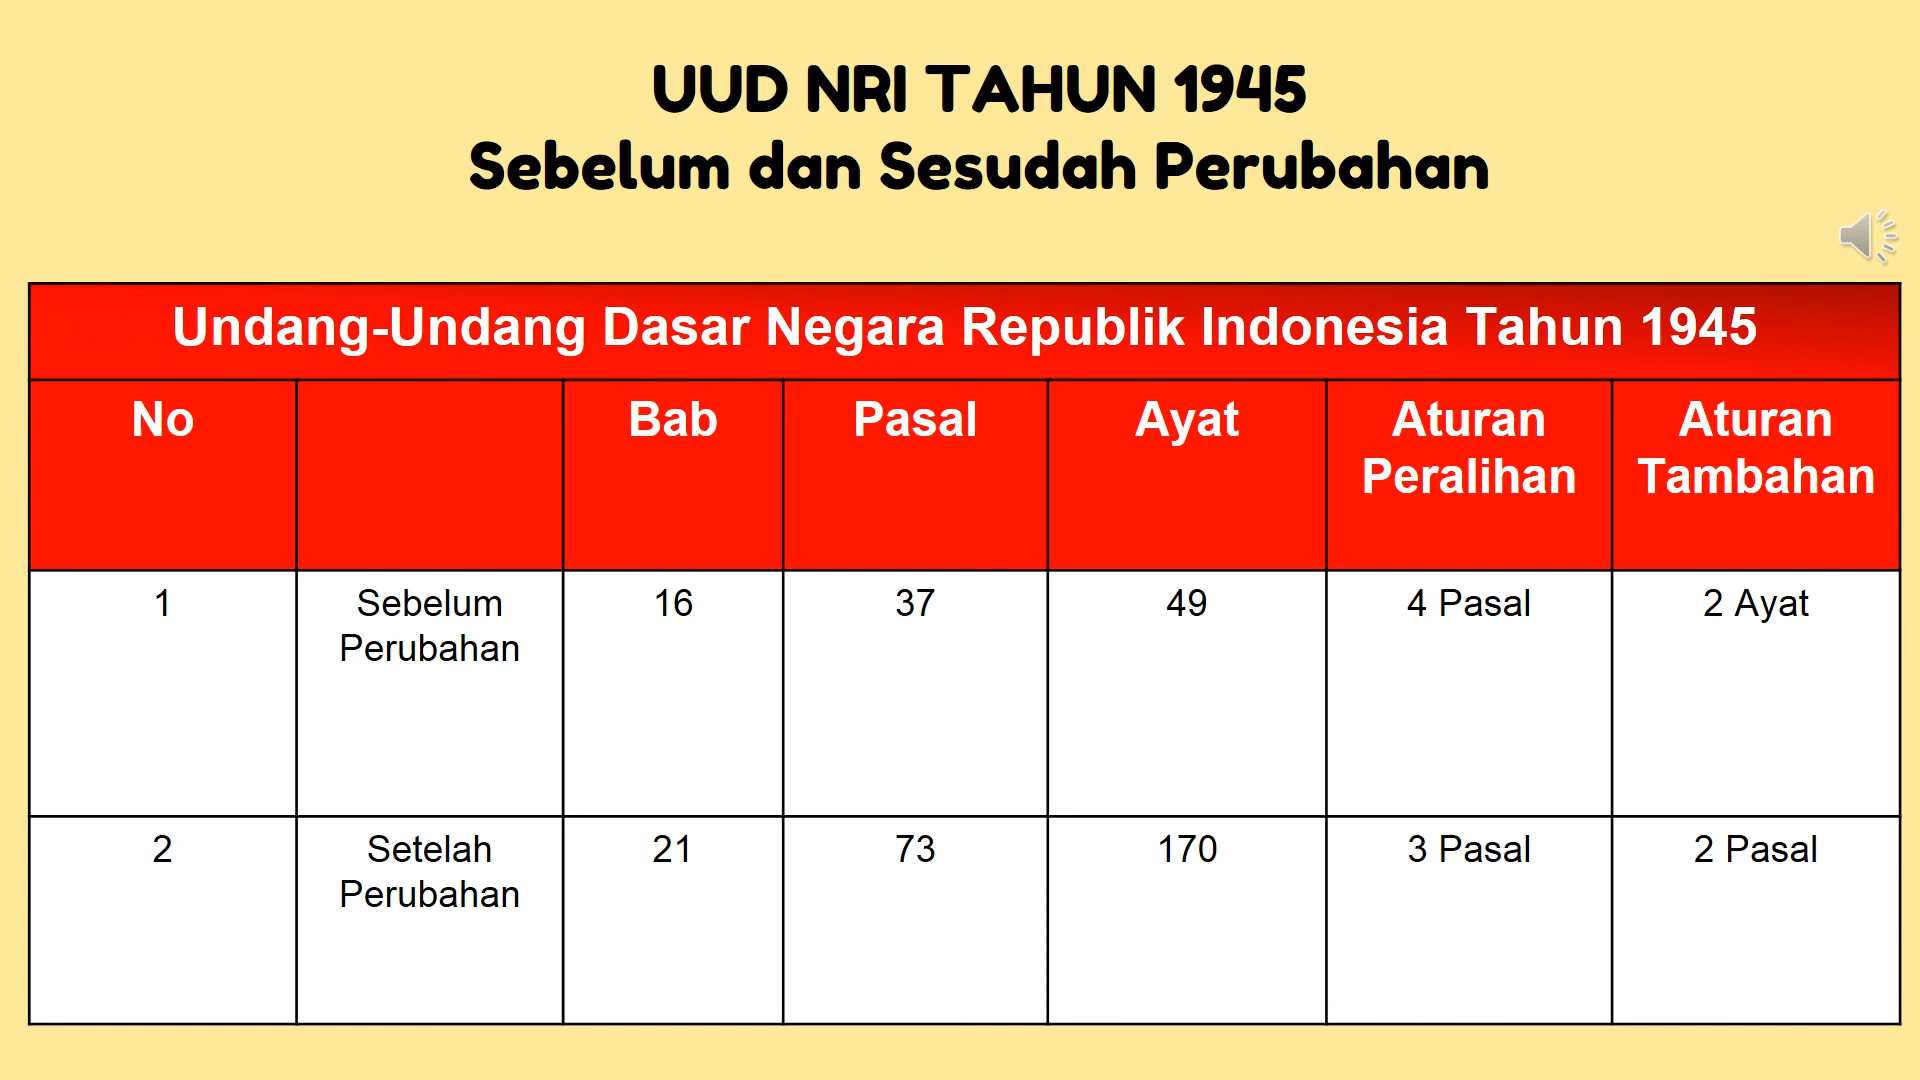 UUD NRI TAHUN 1945
Sebelum dan Sesudah Perubahan
Undang-Undang Dasar Negara Republik Indonesia Tahun 1945
No Bab Pasal Ayat Aturan Peralihan Aturan Tambahan
1 Sebelum Perubahan 16 37 49 4 Pasal 2 Ayat
2 Setelah Perubahan 21 73 170 3 Pasal 2 Pasal